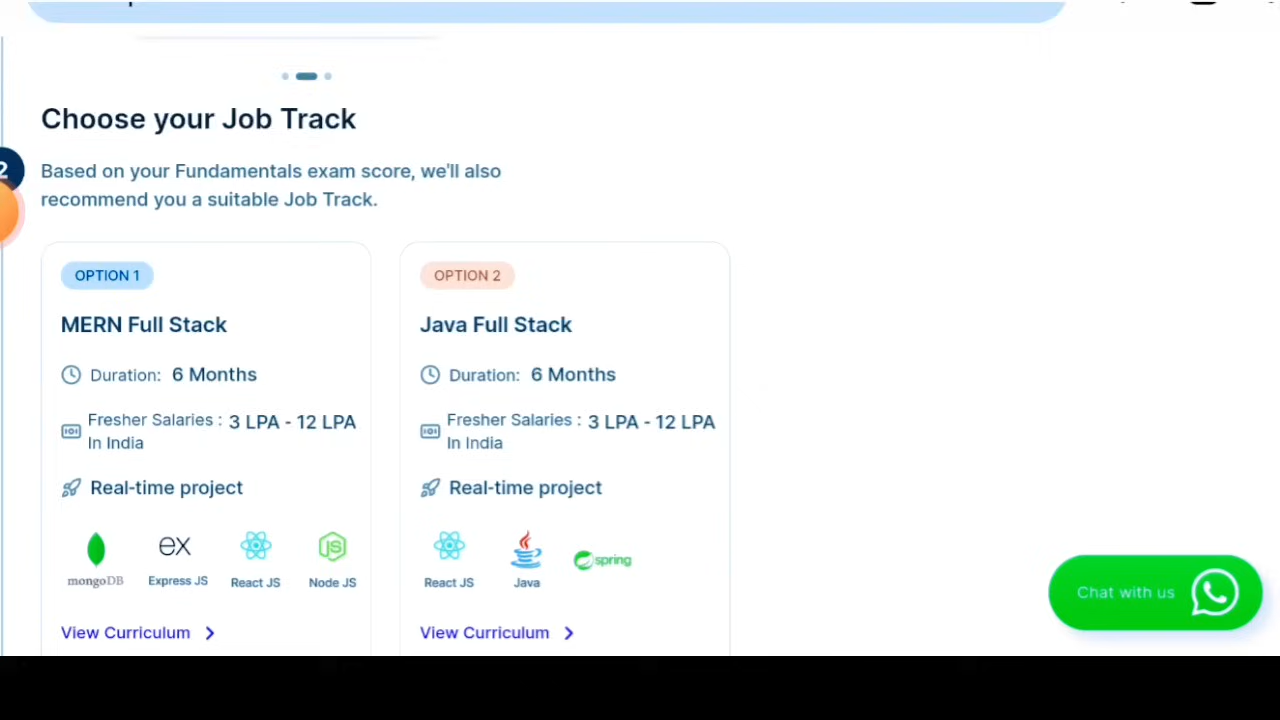 Choose your Job Track
2
Based on your Fundamentals exam score, we'll also
recommend you a suitable Job Track.
OPTION 1
MERN Full Stack
Duration: 6 Months
Fresher Salaries : 3 LPA - 12 LPA
In India
Real-time project
mongoDB
ex
Express JS
React JS
JS
Node JS
View Curriculum
OPTION 2
Java Full Stack
Duration: 6 Months
Fresher Salaries : 3 LPA - 12 LPA
In India
Real-time project
React JS
Java
spring
View Curriculum
Chat with us